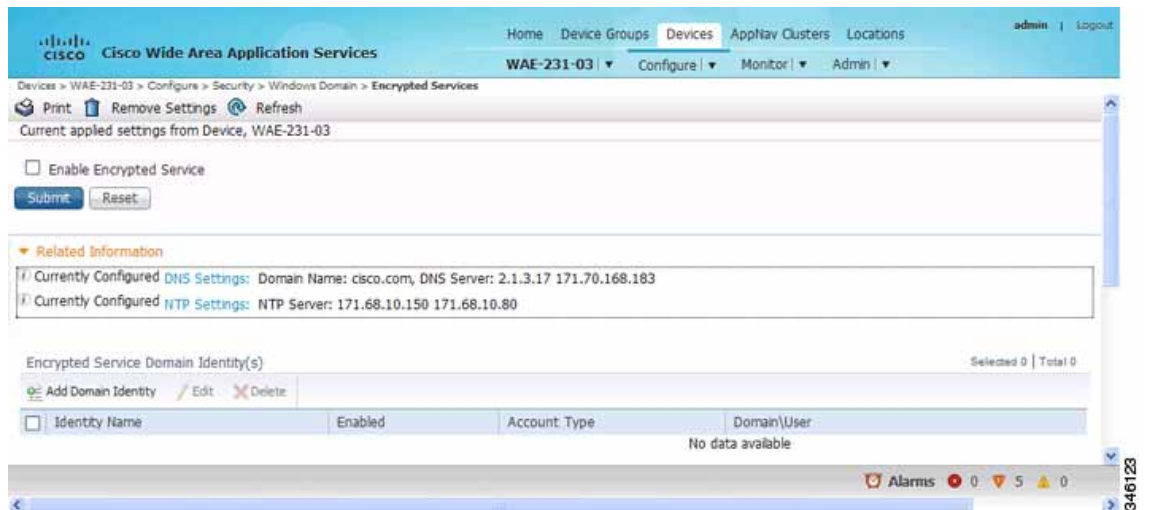 Home Device Groups Devices AppNav Clusters Locations
admin | Logout
CISCO Cisco Wide Area Application Services
WAE-231-03 Configure Monitor Admin
Devices > WAE-231-03 > Configure > Security > Windows Domain > Encrypted Services
Print Remove Settings Refresh
Current applied settings from Device, WAE-231-03
Enable Encrypted Service
Submit Reset
Related Information
Currently Configured DNS Settings: Domain Name: cisco.com, DNS Server: 2.1.3.17 171.70.168.183
Currently Configured NTP Settings: NTP Server: 171.68.10.150 171.68.10.80
Encrypted Service Domain Identity(s)
Selected 0 | Total 0
Add Domain Identity Edit Delete
Identity Name Enabled Account Type Domain\User
No data available
Alarms 0 5 0
346123